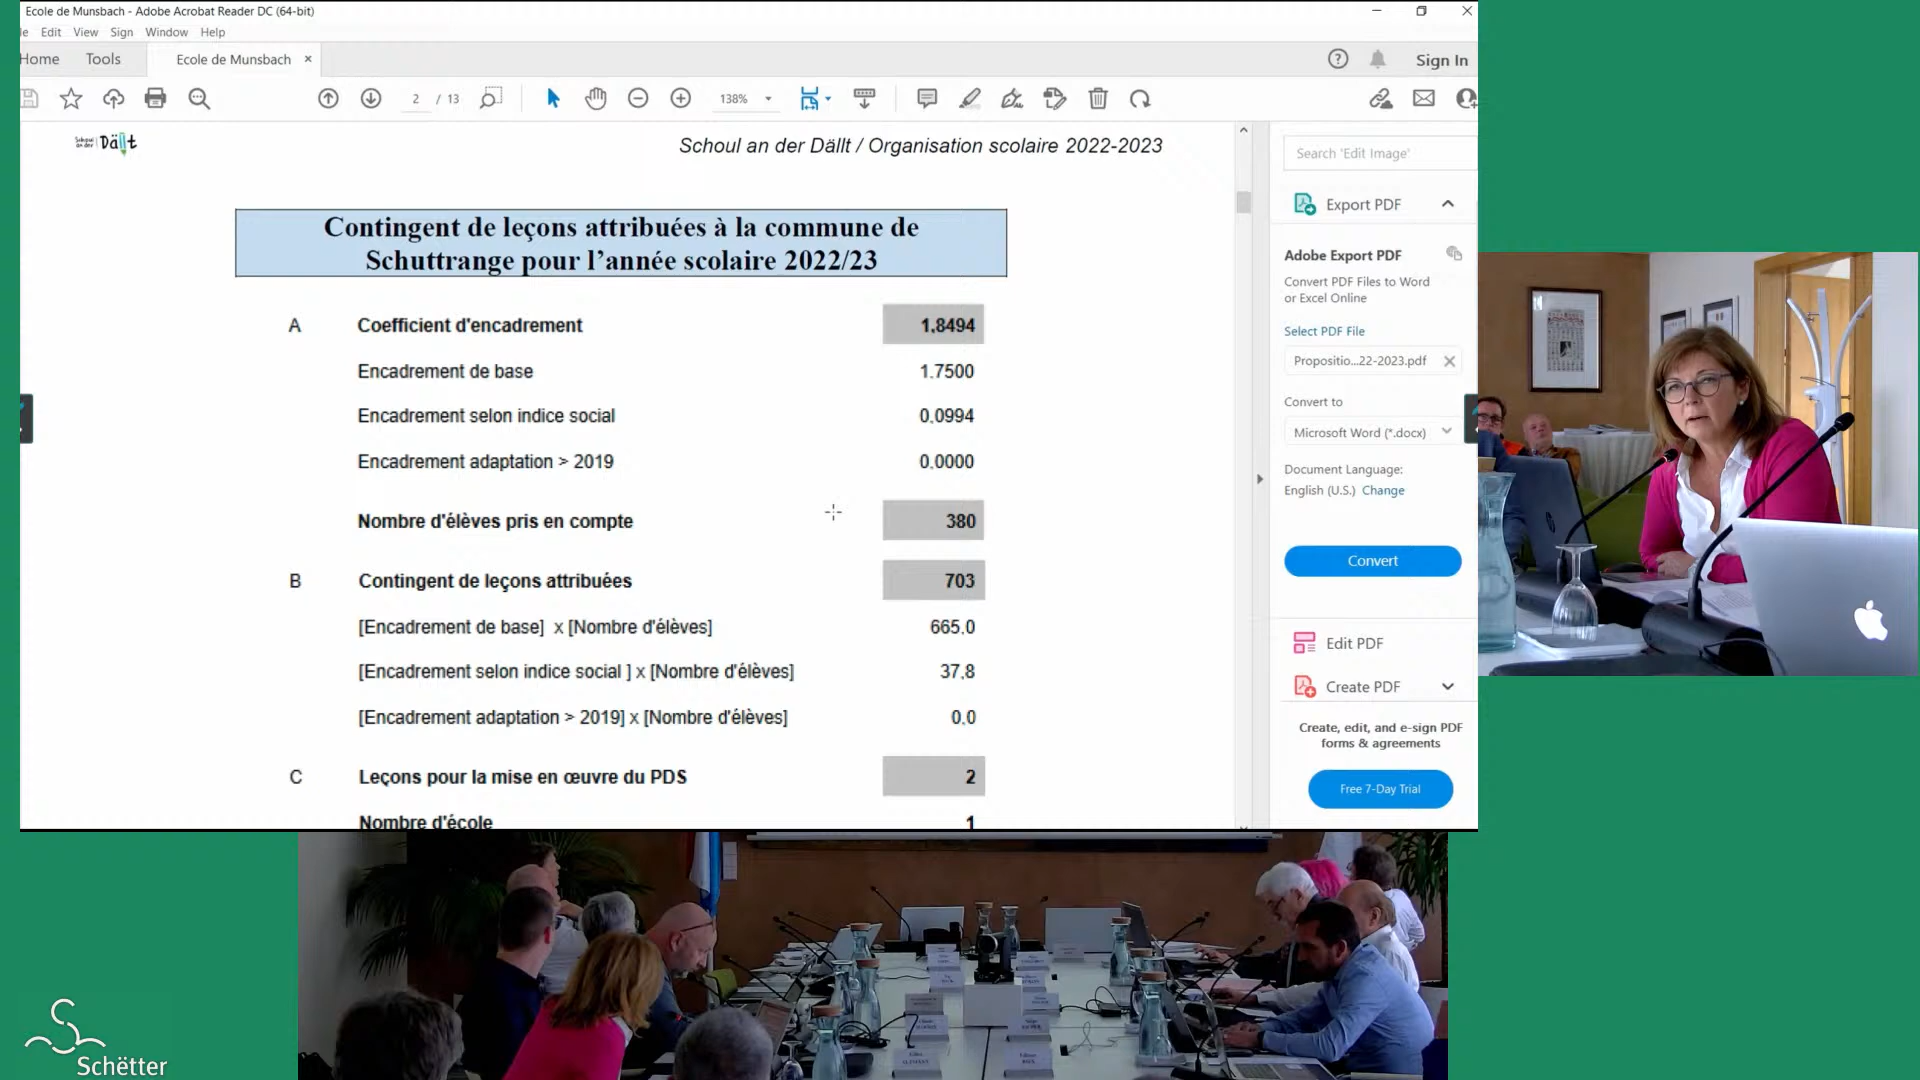 Ecole de Munsbach - Adobe Acrobat Reader DC (64-bit)
Edit View Sign Window Help
Home Tools Ecole de Munsbach ×
Sign In
2 / 13 138%
Schoul an der Dällt
Schoul an der Dällt / Organisation scolaire 2022-2023
Contingent de leçons attribuées à la commune de
Schuttrange pour l’année scolaire 2022/23
A Coefficient d'encadrement 1.8494
Encadrement de base 1.7500
Encadrement selon indice social 0.0994
Encadrement adaptation > 2019 0.0000
Nombre d'élèves pris en compte 380
B Contingent de leçons attribuées 703
[Encadrement de base] x [Nombre d'élèves] 665.0
[Encadrement selon indice social ] x [Nombre d'élèves] 37.8
[Encadrement adaptation > 2019] x [Nombre d'élèves] 0.0
C Leçons pour la mise en œuvre du PDS 2
Nombre d'école 1
Search 'Edit Image'
Export PDF
Adobe Export PDF
Convert PDF Files to Word
or Excel Online
Select PDF File
Propositio...22-2023.pdf
Convert to
Microsoft Word (*.docx)
Document Language:
English (U.S.) Change
Convert
Edit PDF
Create PDF
Create, edit, and e-sign PDF
forms & agreements
Free 7-Day Trial
Schëtter